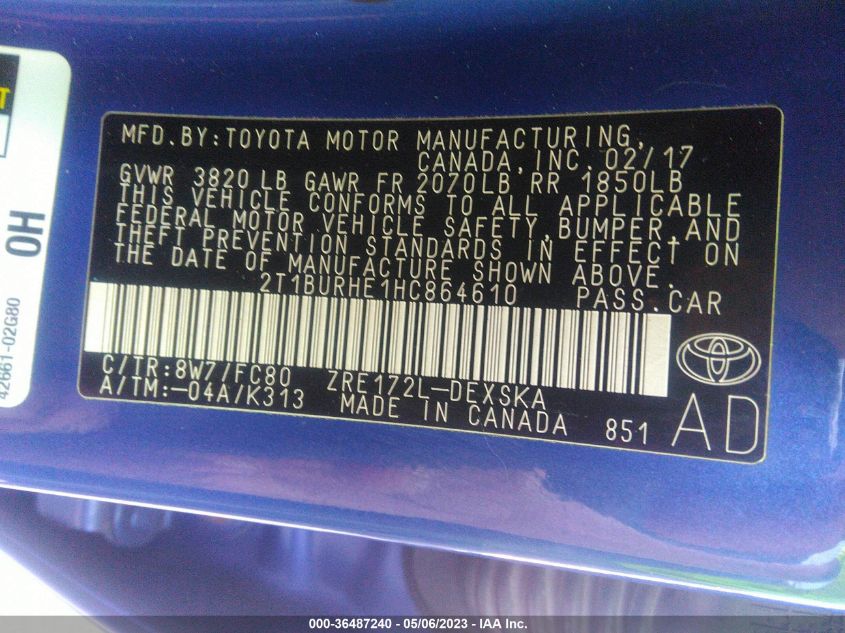 MFD.BY:TOYOTA MOTOR MANUFACTURING,
CANADA,INC. 02/17
GVWR 3820 LB GAWR FR 2070LB RR 1850LB
THIS VEHICLE CONFORMS TO ALL APPLICABLE
FEDERAL MOTOR VEHICLE SAFETY,BUMPER,AND
THEFT PREVENTION STANDARDS IN EFFECT ON
THE DATE OF MANUFACTURE SHOWN ABOVE.
2T1BURHE1HC864610 PASS.CAR
C/TR:8W7/FC80 ZRE172L-DEXSKA
A/TM:-04A/K313 MADE IN CANADA 851 AD
OH
42661-02G80
000-36487240 - 05/06/2023 - IAA Inc.